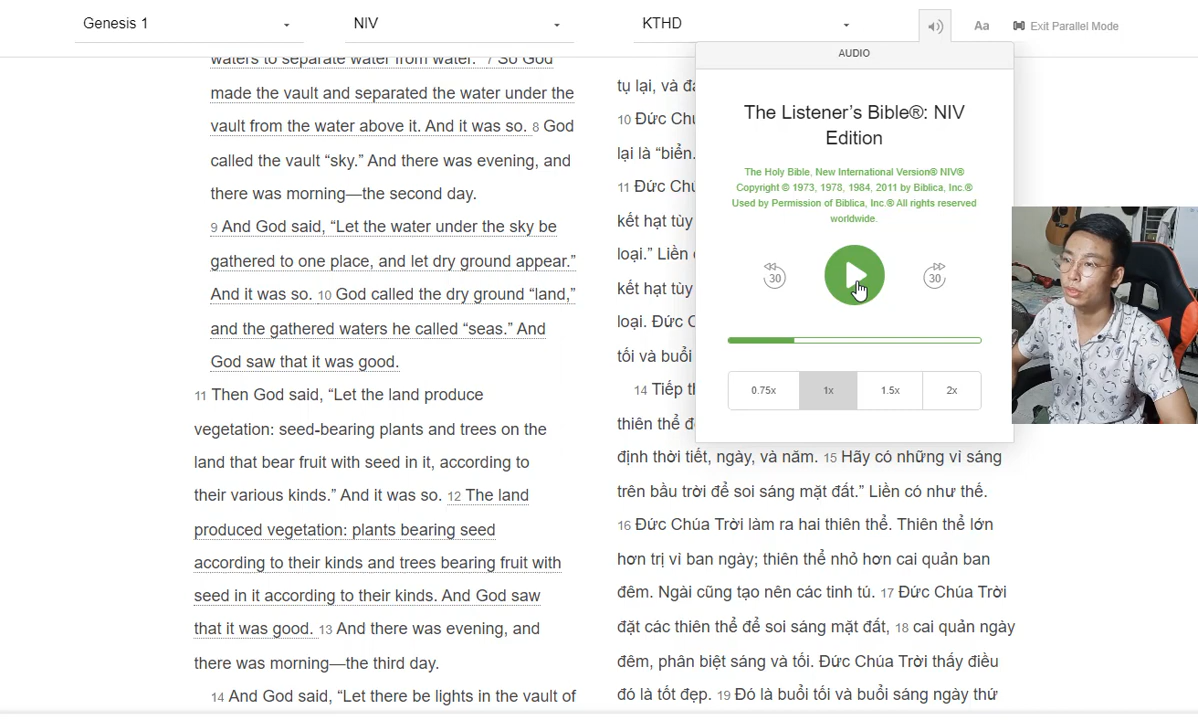 Genesis 1
NIV
KTHD
Aa
Exit Parallel Mode
waters to separate water from water.” 7 So God
made the vault and separated the water under the
vault from the water above it. And it was so. 8 God
called the vault “sky.” And there was evening, and
there was morning—the second day.
9 And God said, “Let the water under the sky be
gathered to one place, and let dry ground appear.”
And it was so. 10 God called the dry ground “land,”
and the gathered waters he called “seas.” And
God saw that it was good.
11 Then God said, “Let the land produce
vegetation: seed-bearing plants and trees on the
land that bear fruit with seed in it, according to
their various kinds.” And it was so. 12 The land
produced vegetation: plants bearing seed
according to their kinds and trees bearing fruit with
seed in it according to their kinds. And God saw
that it was good. 13 And there was evening, and
there was morning—the third day.
14 And God said, “Let there be lights in the vault of
tụ lại, và
10 Đức
lại là “biển.
11 Đức
kết hạt tùy
loại.” Liền
kết hạt tùy
loại. Đức
tối và buổi
14 Tiếp
thiên thể
định thời tiết, ngày, và năm. 15 Hãy có những vì sáng
trên bầu trời để soi sáng mặt đất.” Liền có như thế.
16 Đức Chúa Trời làm ra hai thiên thể. Thiên thể lớn
hơn trị vì ban ngày; thiên thể nhỏ hơn cai quản ban
đêm. Ngài cũng tạo nên các tinh tú. 17 Đức Chúa Trời
đặt các thiên thể để soi sáng mặt đất, 18 cai quản ngày
đêm, phân biệt sáng và tối. Đức Chúa Trời thấy điều
đó là tốt đẹp. 19 Đó là buổi tối và buổi sáng ngày thứ
AUDIO
The Listener’s Bible®: NIV
Edition
The Holy Bible, New International Version® NIV®
Copyright © 1973, 1978, 1984, 2011 by Biblica, Inc.®
Used by Permission of Biblica, Inc.® All rights reserved
worldwide.
30
30
0.75x
1x
1.5x
2x